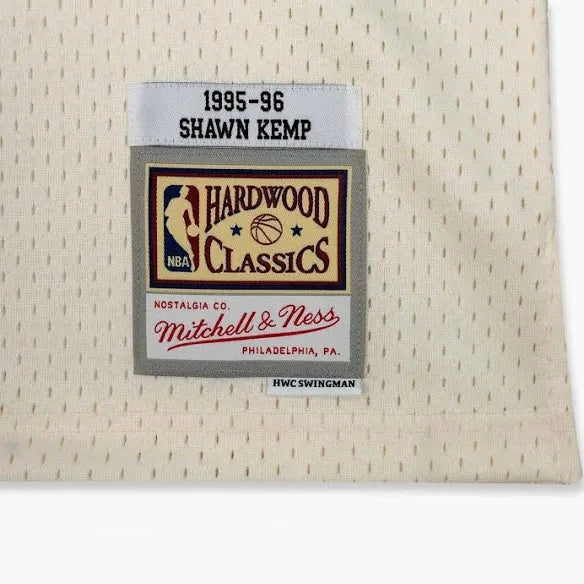 1995-96
SHAWN KEMP
HARDWOOD
CLASSICS
NBA
NOSTALGIA CO.
Mitchell & Ness
PHILADELPHIA, PA.
HWC SWINGMAN